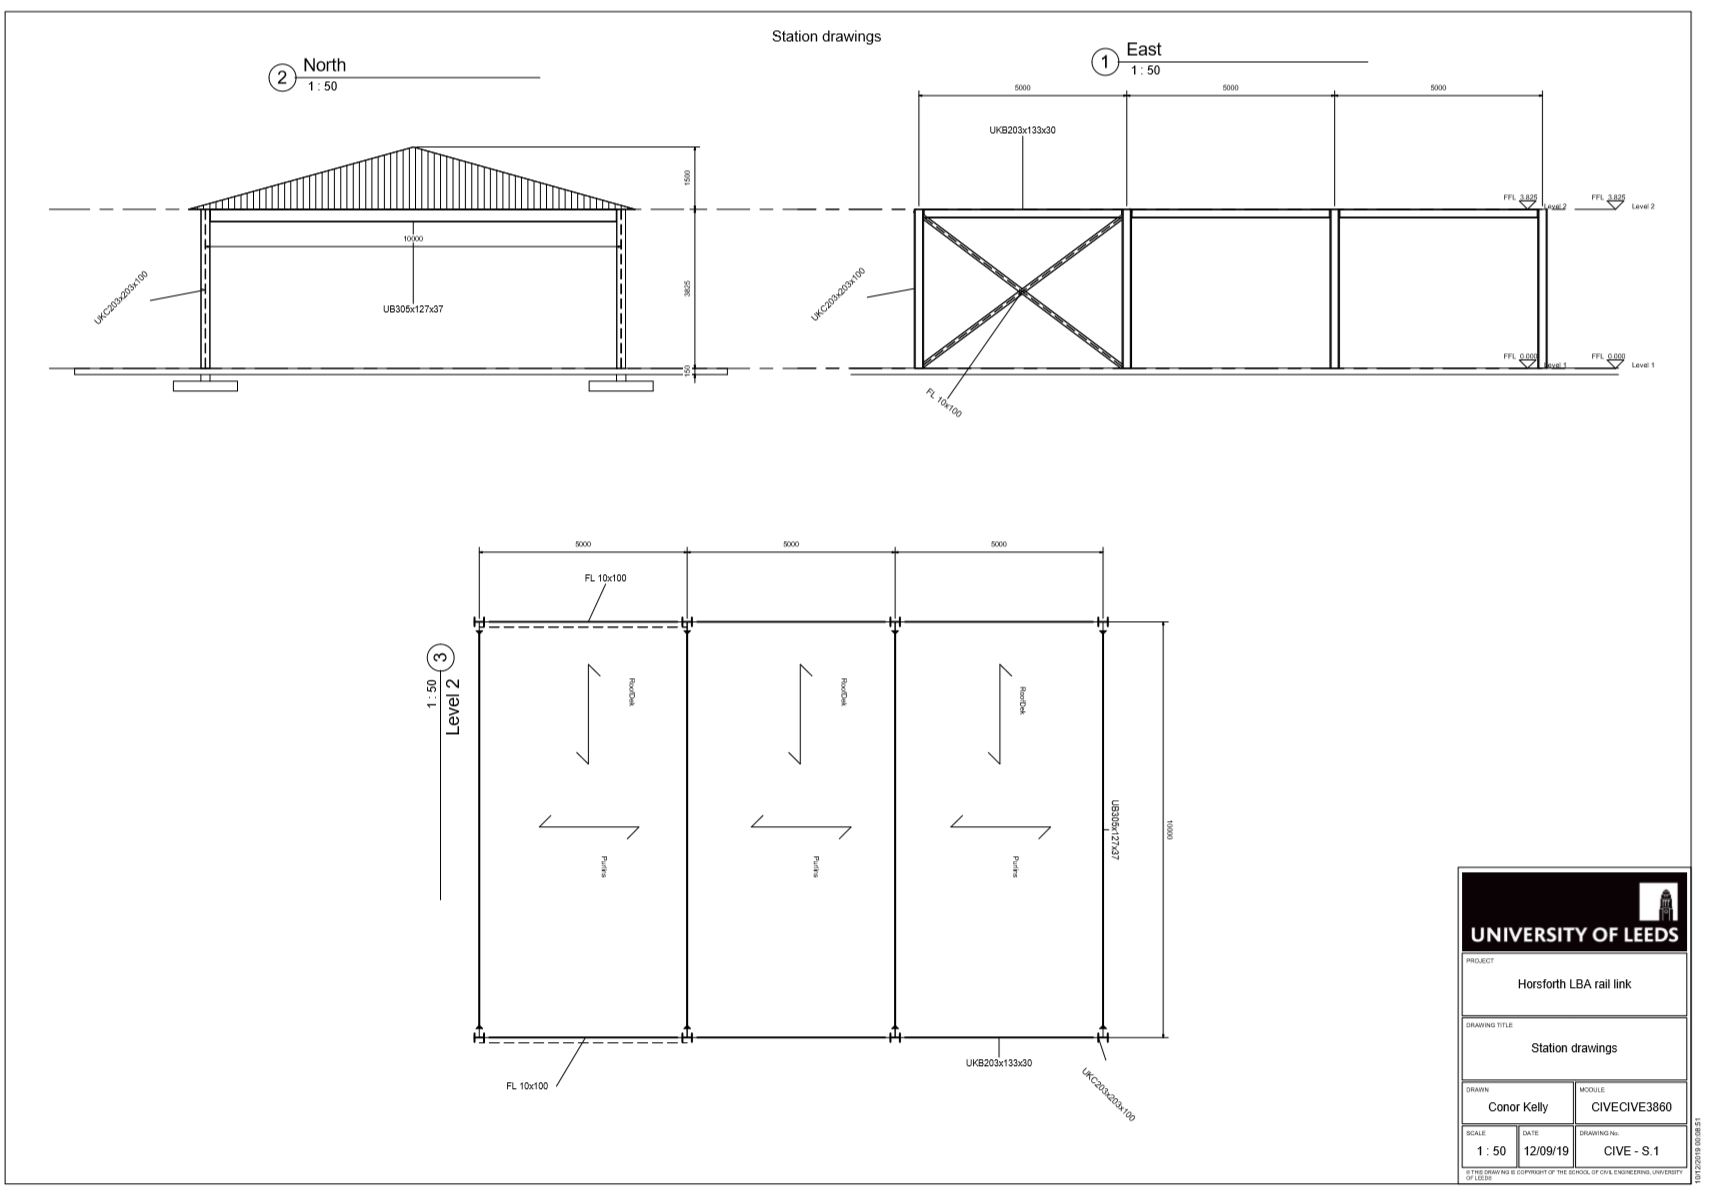 Station drawings
2
North
1 : 50
1500
10000
UKC203x203x100
UB305x127x37
3825
150
1
East
1 : 50
5000
5000
5000
UKB203x133x30
FFL 3.825
Level 2
FFL 3.825
Level 2
UKC203x203x100
FFL 0.000
Level 1
FFL 0.000
Level 1
FL 10x100
3
Level 2
1 : 50
5000
5000
5000
FL 10x100
RoofDek
RoofDek
RoofDek
Purlins
Purlins
Purlins
UB305x127x37
10000
FL 10x100
UKB203x133x30
UKC203x203x100
UNIVERSITY OF LEEDS
PROJECT
Horsforth LBA rail link
DRAWING TITLE
Station drawings
DRAWN
Conor Kelly
MODULE
CIVECIVE3860
SCALE
1 : 50
DATE
12/09/19
DRAWING No.
CIVE - S.1
© THIS DRAWING IS COPYRIGHT OF THE SCHOOL OF CIVIL ENGINEERING, UNIVERSITY
OF LEEDS
10/12/2019 00:08:51